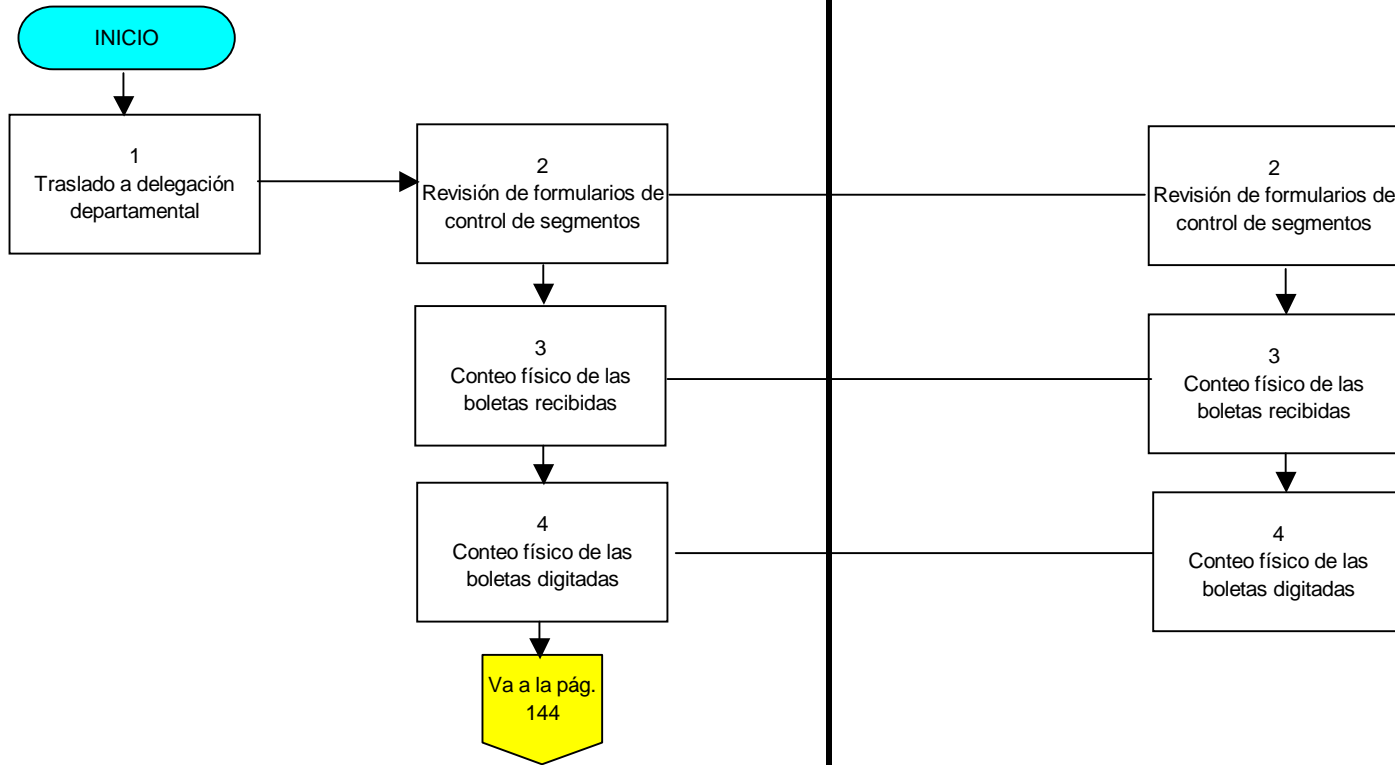 INICIO
1
Traslado a delegación
departamental
2
Revisión de formularios de
control de segmentos
3
Conteo físico de las
boletas recibidas
4
Conteo físico de las
boletas digitadas
Va a la pág.
144
2
Revisión de formularios de
control de segmentos
3
Conteo físico de las
boletas recibidas
4
Conteo físico de las
boletas digitadas